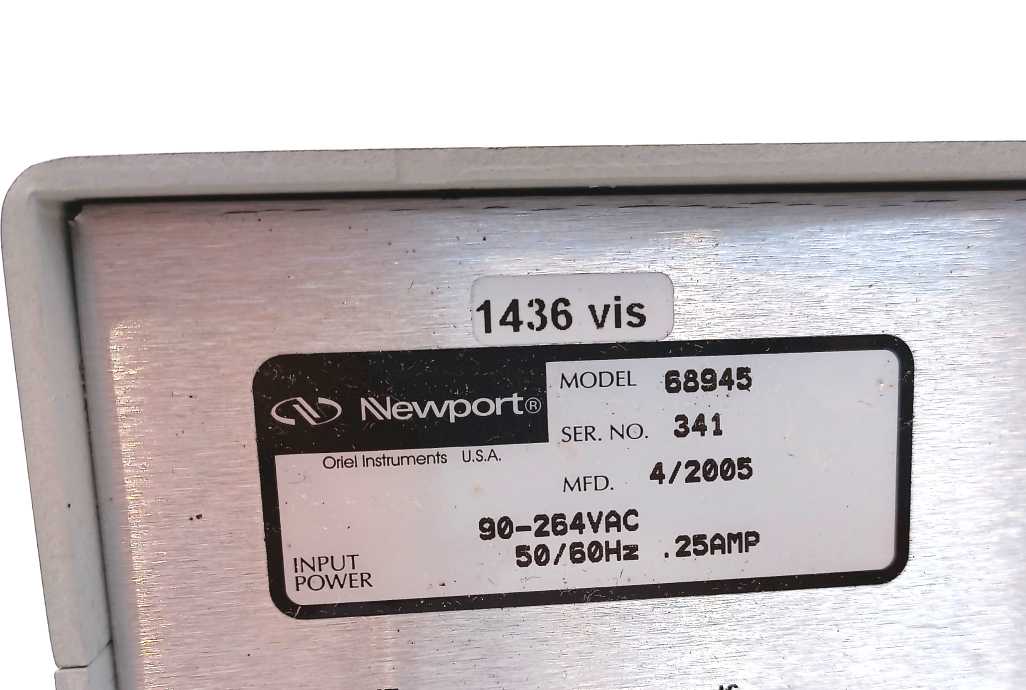 1436 vis
Newport®
MODEL 68945
SER. NO. 341
Oriel Instruments U.S.A.
MFD. 4/2005
90-264VAC
50/60Hz .25AMP
INPUT
POWER